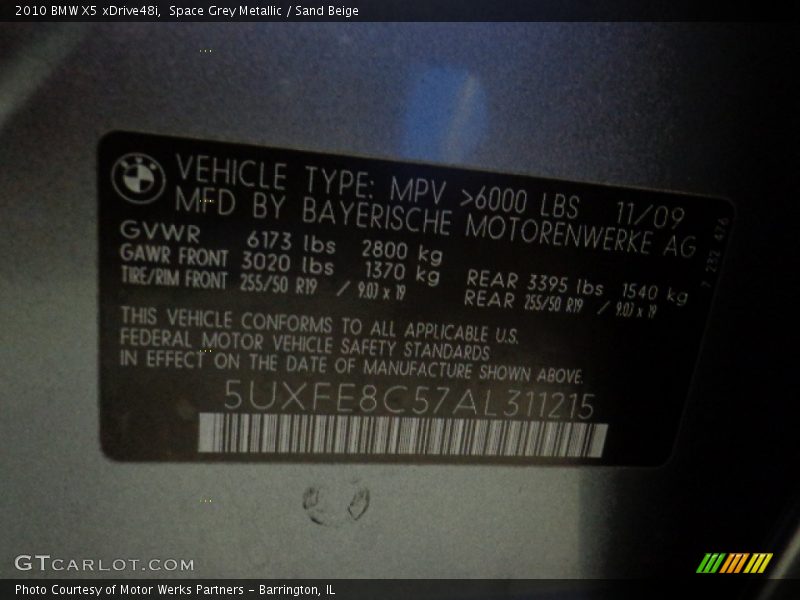 2010 BMW X5 xDrive48i, Space Grey Metallic / Sand Beige
VEHICLE TYPE: MPV >6000 LBS 11/09
MFD BY BAYERISCHE MOTORENWERKE AG
GVWR 6173 lbs 2800 kg
GAWR FRONT 3020 lbs 1370 kg REAR 3395 lbs 1540 kg
TIRE/RIM FRONT 255/50 R19 / 9.0J x 19 REAR 255/50 R19 / 9.0J x 19
7 232 476
THIS VEHICLE CONFORMS TO ALL APPLICABLE U.S.
FEDERAL MOTOR VEHICLE SAFETY STANDARDS
IN EFFECT ON THE DATE OF MANUFACTURE SHOWN ABOVE.
5UXFE8C57AL311215
GTCARLOT.COM
Photo Courtesy of Motor Werks Partners - Barrington, IL